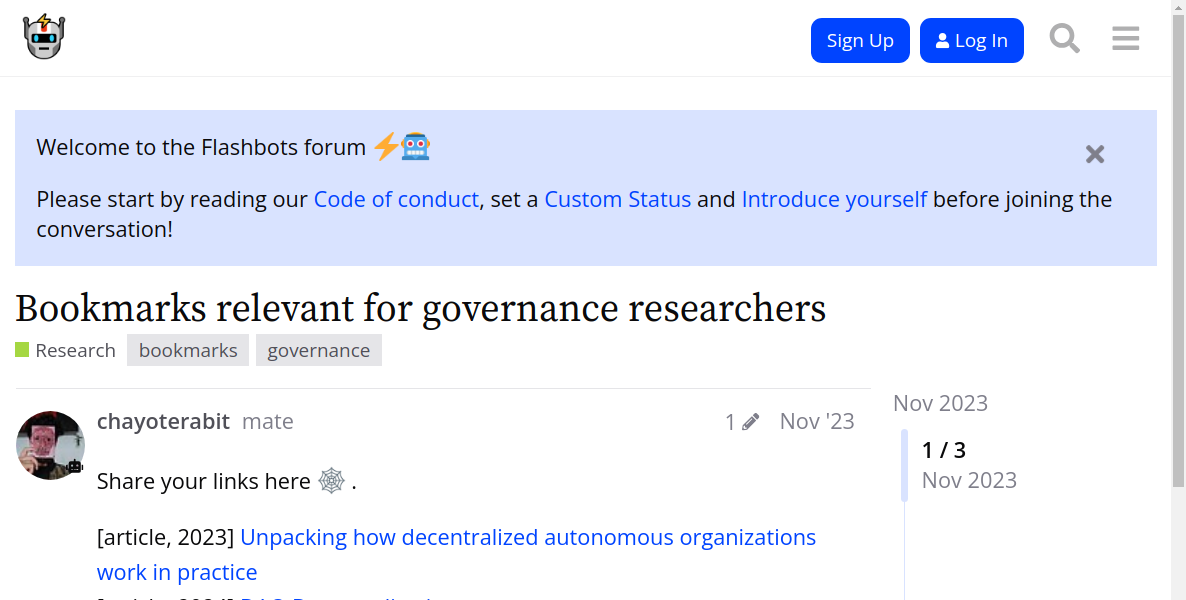 Sign Up
Log In
Welcome to the Flashbots forum
Please start by reading our Code of conduct, set a Custom Status and Introduce yourself before joining the
conversation!
Bookmarks relevant for governance researchers
Research bookmarks governance
chayoterabit mate 1 Nov '23
Nov 2023
1 / 3
Nov 2023
Share your links here .
[article, 2023] Unpacking how decentralized autonomous organizations
work in practice